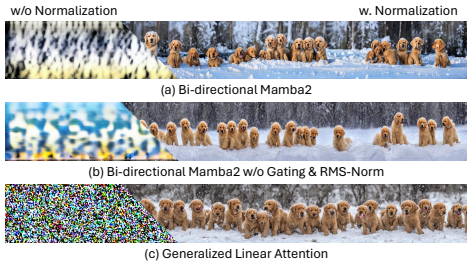 w/o Normalization
w. Normalization
(a) Bi-directional Mamba2
(b) Bi-directional Mamba2 w/o Gating & RMS-Norm
(c) Generalized Linear Attention